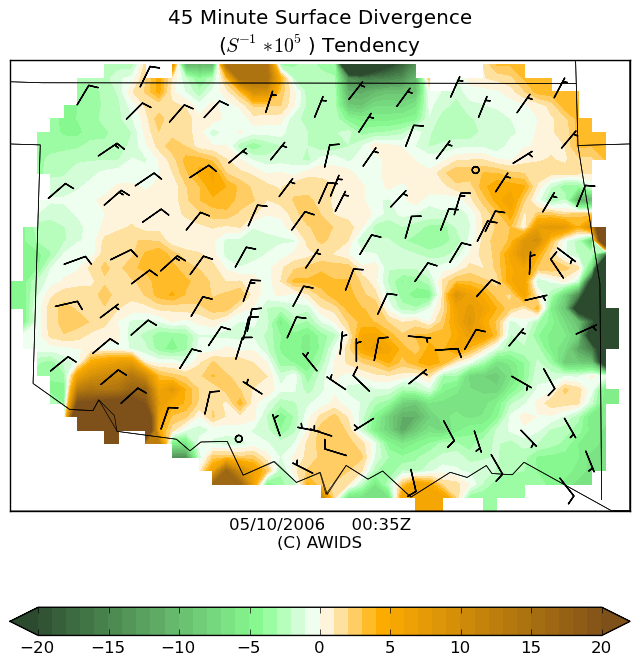 45 Minute Surface Divergence
(S⁻¹ * 10⁵ ) Tendency
05/10/2006 00:35Z
(C) AWIDS
−20 −15 −10 −5 0 5 10 15 20